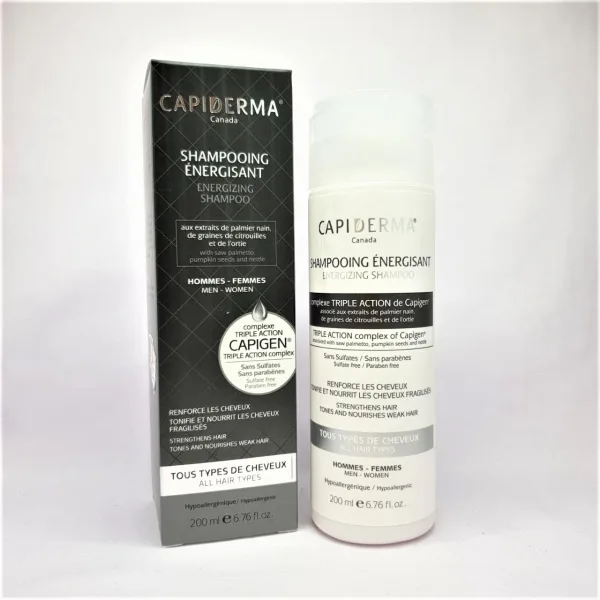 CAPIDERMA®
Canada
SHAMPOOING
ÉNERGISANT
ENERGIZING
SHAMPOO
aux extraits de palmier nain,
de graines de citrouilles
et de l'ortie
with saw palmetto,
pumpkin seeds and nettle
HOMMES - FEMMES
MEN - WOMEN
complexe
TRIPLE ACTION
CAPIGEN®
TRIPLE ACTION complex
Sans Sulfates
Sans parabènes
Sulfate free /
Paraben free
RENFORCE LES CHEVEUX
TONIFIE ET NOURRIT LES CHEVEUX
FRAGILISÉS
STRENGTHENS HAIR
TONES AND NOURISHES WEAK HAIR
TOUS TYPES DE CHEVEUX
ALL HAIR TYPES
Hypoallergénique / Hypoallergenic
200 ml e 6.76 fl.oz.
CAPIDERMA®
Canada
SHAMPOOING ÉNERGISANT
ENERGIZING SHAMPOO
complexe TRIPLE ACTION de Capigen®
associé aux extraits de palmier nain,
de graines de citrouilles et de l'ortie
TRIPLE ACTION complex of Capigen®
associated with saw palmetto, pumpkin seeds and nettle
Sans Sulfates / Sans parabènes
Sulfate free / Paraben free
RENFORCE LES CHEVEUX
TONIFIE ET NOURRIT LES CHEVEUX FRAGILISÉS
STRENGTHENS HAIR
TONES AND NOURISHES WEAK HAIR
TOUS TYPES DE CHEVEUX
ALL HAIR TYPES
HOMMES - FEMMES
MEN - WOMEN
Hypoallergénique / Hypoallergenic
200 ml e 6.76 fl.oz.